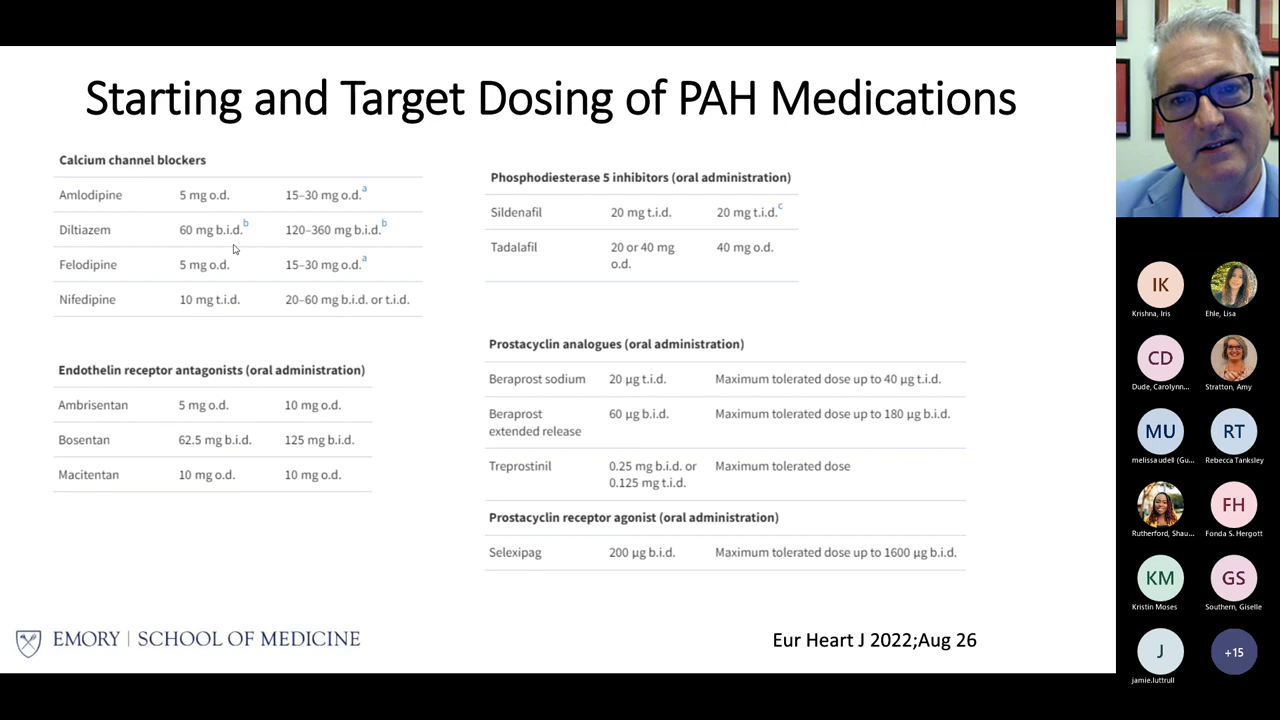 Starting and Target Dosing of PAH Medications
Calcium channel blockers
Amlodipine 5 mg o.d. 15–30 mg o.d.a
Diltiazem 60 mg b.i.d.b 120–360 mg b.i.d.b
Felodipine 5 mg o.d. 15–30 mg o.d.a
Nifedipine 10 mg t.i.d. 20–60 mg b.i.d. or t.i.d.
Endothelin receptor antagonists (oral administration)
Ambrisentan 5 mg o.d. 10 mg o.d.
Bosentan 62.5 mg b.i.d. 125 mg b.i.d.
Macitentan 10 mg o.d. 10 mg o.d.
Phosphodiesterase 5 inhibitors (oral administration)
Sildenafil 20 mg t.i.d. 20 mg t.i.d.c
Tadalafil 20 or 40 mg 40 mg o.d.
o.d.
Prostacyclin analogues (oral administration)
Beraprost sodium 20 µg t.i.d. Maximum tolerated dose up to 40 µg t.i.d.
Beraprost 60 µg b.i.d. Maximum tolerated dose up to 180 µg b.i.d.
extended release
Treprostinil 0.25 mg b.i.d. or Maximum tolerated dose
0.125 mg t.i.d.
Prostacyclin receptor agonist (oral administration)
Selexipag 200 µg b.i.d. Maximum tolerated dose up to 1600 µg b.i.d.
EMORY | SCHOOL OF MEDICINE
Eur Heart J 2022;Aug 26
IK
Krishna, Iris Ehle, Lisa
CD
Dude, Carolynn... Stratton, Amy
MU RT
melissa udell (Gu... Rebecca Tanksley
FH
Rutherford, Shau... Fonda S. Hergott
KM GS
Kristin Moses Southern, Giselle
J +15
jamie.luttrull